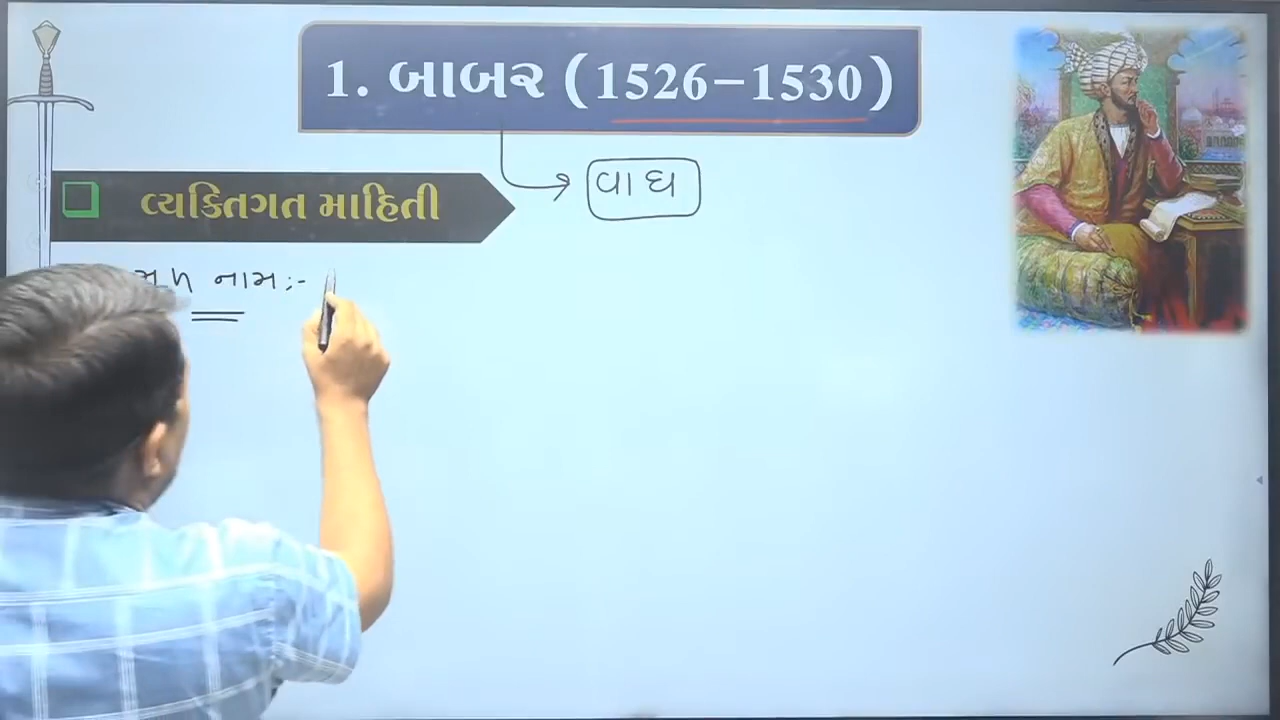 1. બાબર (1526–1530)
વાઘ
વ્યક્તિગત માહિતી
નામ :-